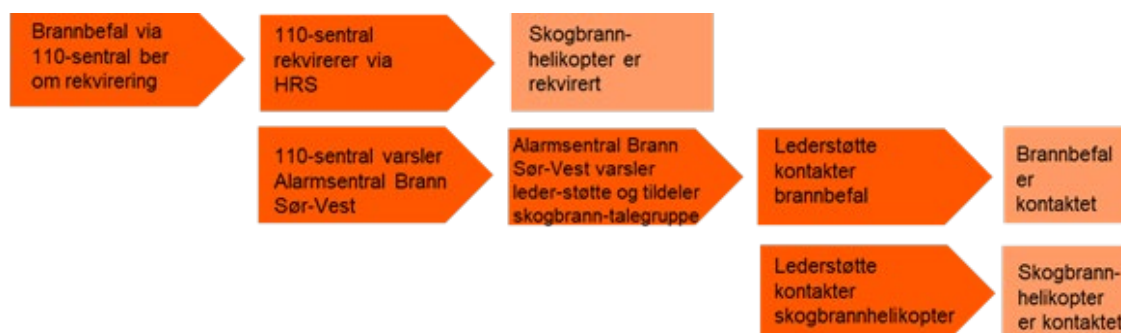 Brannbefal via
110-sentral ber
om rekvirering
110-sentral
rekvirerer via
HRS
Skogbrann-
helikopter er
rekvirert
110-sentral varsler
Alarmsentral Brann
Sør-Vest
Alarmsentral Brann
Sør-Vest varsler
leder-støtte og tildeler
skogbrann-talegruppe
Lederstøtte
kontakter
brannbefal
Brannbefal
er
kontaktet
Lederstøtte
kontakter
skogbrannhelikopter
Skogbrann-
helikopter
er kontaktet